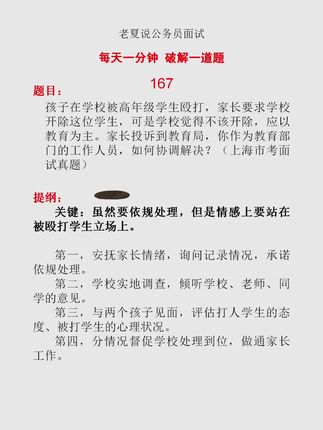 老夏说公务员面试
每天一分钟 破解一道题
167
题目：
孩子在学校被高年级学生殴打，家长要求学校
开除这位学生，可是学校觉得不该开除，应以
教育为主。家长投诉到教育局，你作为教育部
门的工作人员，如何协调解决？（上海市考面
试真题）
提纲：
关键：虽然要依规处理，但是情感上要站在
被殴打学生立场上。
第一，安抚家长情绪，询问记录情况，承诺
依规处理。
第二，学校实地调查，倾听学校、老师、同
学的意见。
第三，与两个孩子见面，评估打人学生的态
度、被打学生的心理状况。
第四，分情况督促学校处理到位，做通家长
工作。